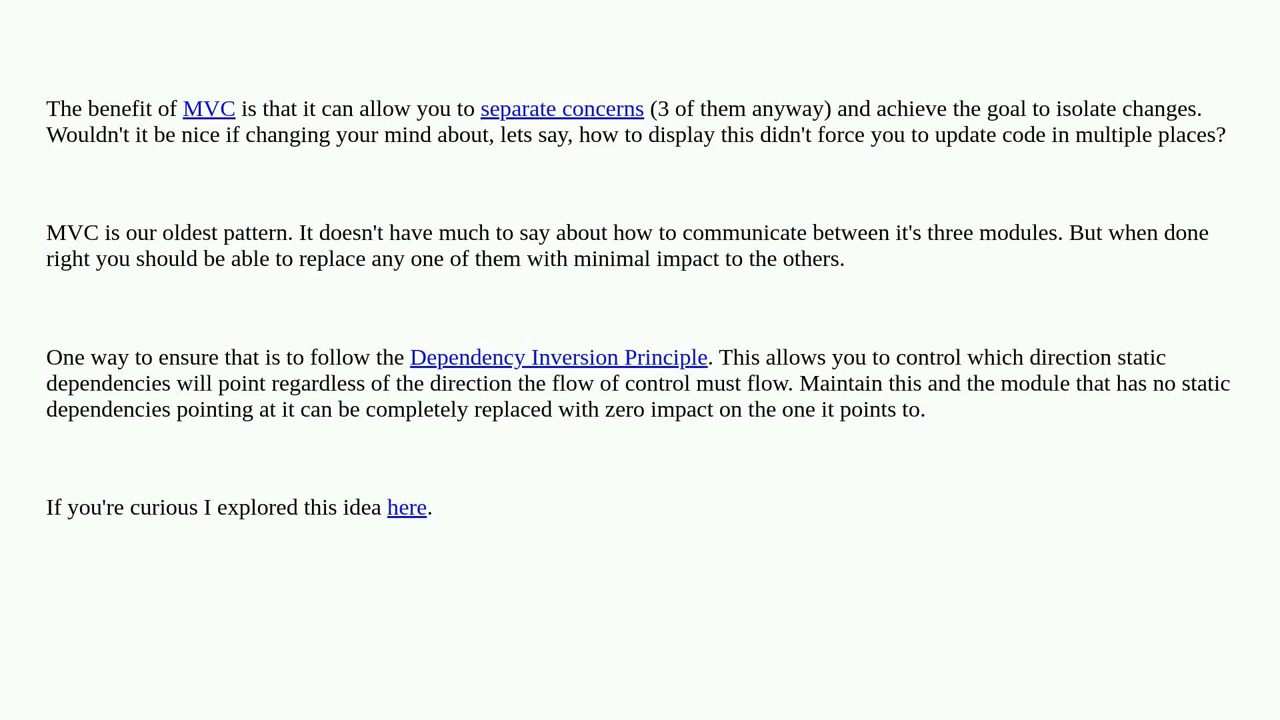 The benefit of MVC is that it can allow you to separate concerns (3 of them anyway) and achieve the goal to isolate changes.
Wouldn't it be nice if changing your mind about, lets say, how to display this didn't force you to update code in multiple places?
MVC is our oldest pattern. It doesn't have much to say about how to communicate between it's three modules. But when done
right you should be able to replace any one of them with minimal impact to the others.
One way to ensure that is to follow the Dependency Inversion Principle. This allows you to control which direction static
dependencies will point regardless of the direction the flow of control must flow. Maintain this and the module that has no static
dependencies pointing at it can be completely replaced with zero impact on the one it points to.
If you're curious I explored this idea here.